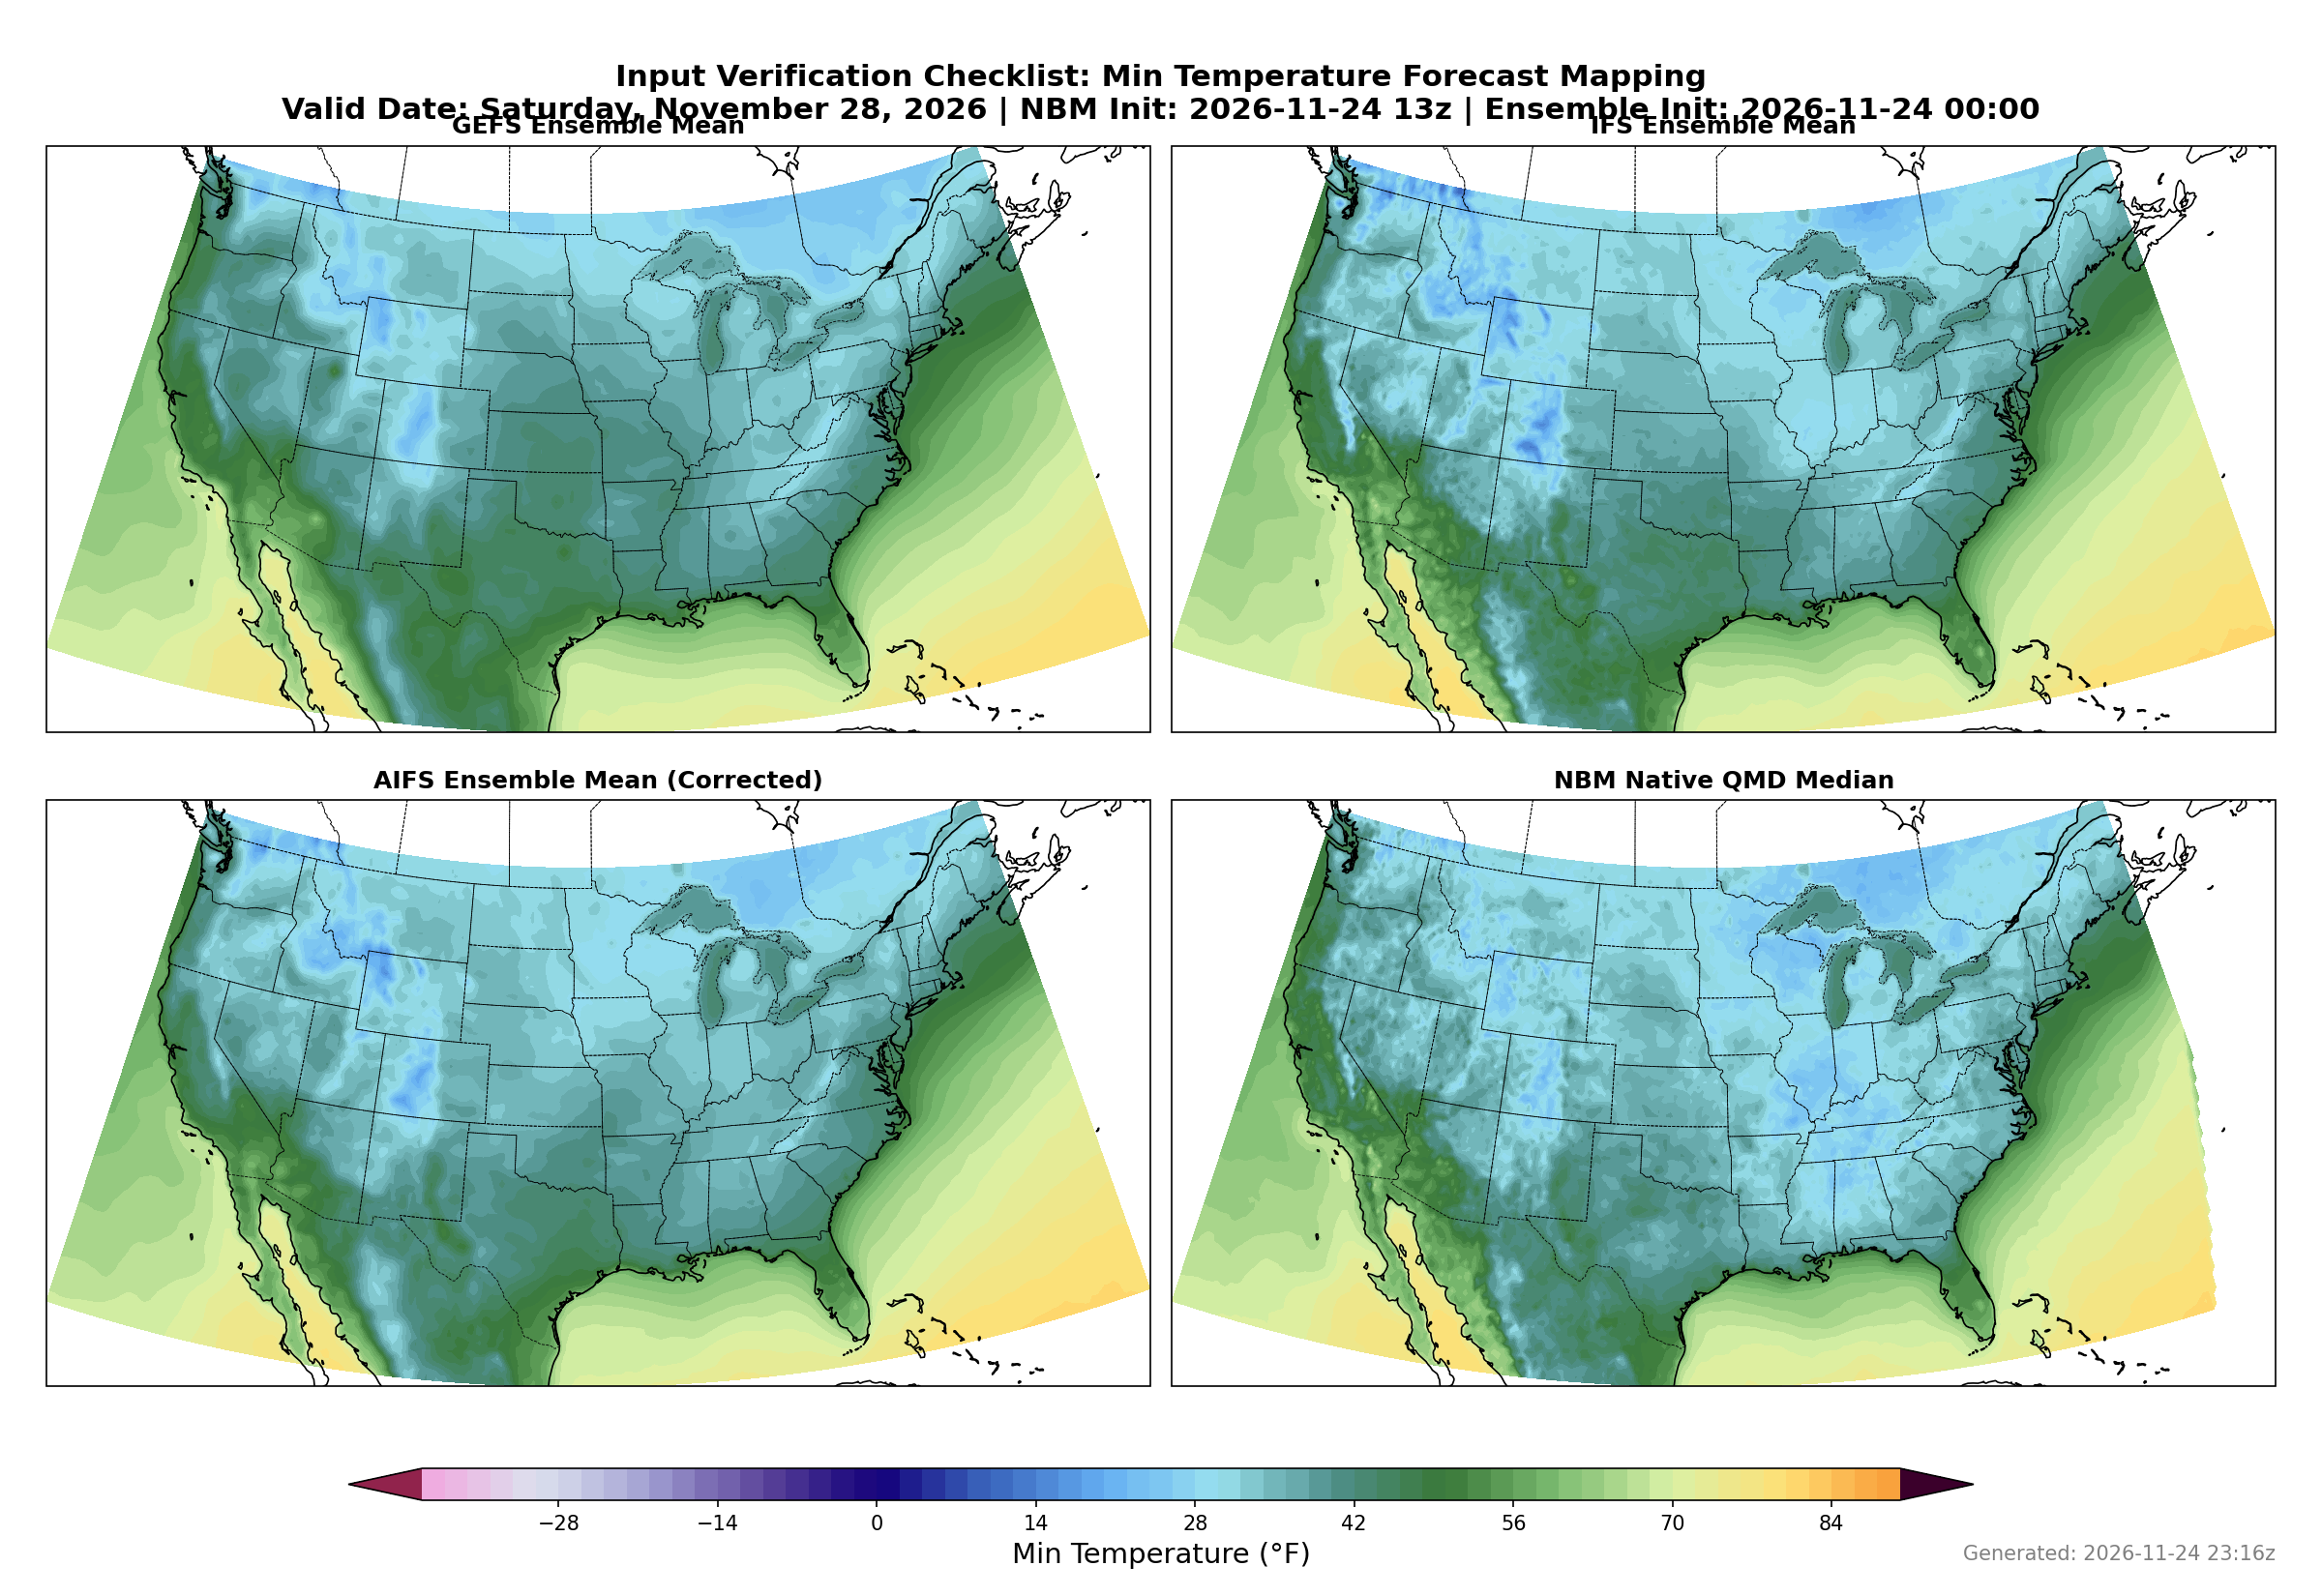 Input Verification Checklist: Min Temperature Forecast Mapping
Valid Date: Saturday, November 28, 2026 | NBM Init: 2026-11-24 13z | Ensemble Init: 2026-11-24 00:00
GEFS Ensemble Mean
IFS Ensemble Mean
AIFS Ensemble Mean (Corrected)
NBM Native QMD Median
−28 −14 0 14 28 42 56 70 84
Min Temperature (°F)
Generated: 2026-11-24 23:16z